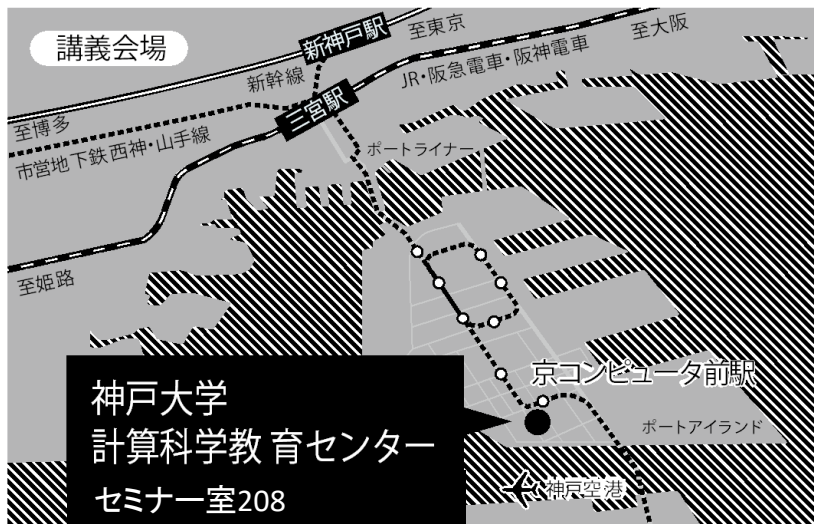 講義会場
新神戸駅
至東京
至大阪
新幹線
JR・阪急電車・阪神電車
至博多
三宮駅
市営地下鉄 西神・山手線
ポートライナー
至姫路
京コンピュータ前駅
神戸大学
計算科学教 育センター
セミナー室208
ポートアイランド
神戸空港